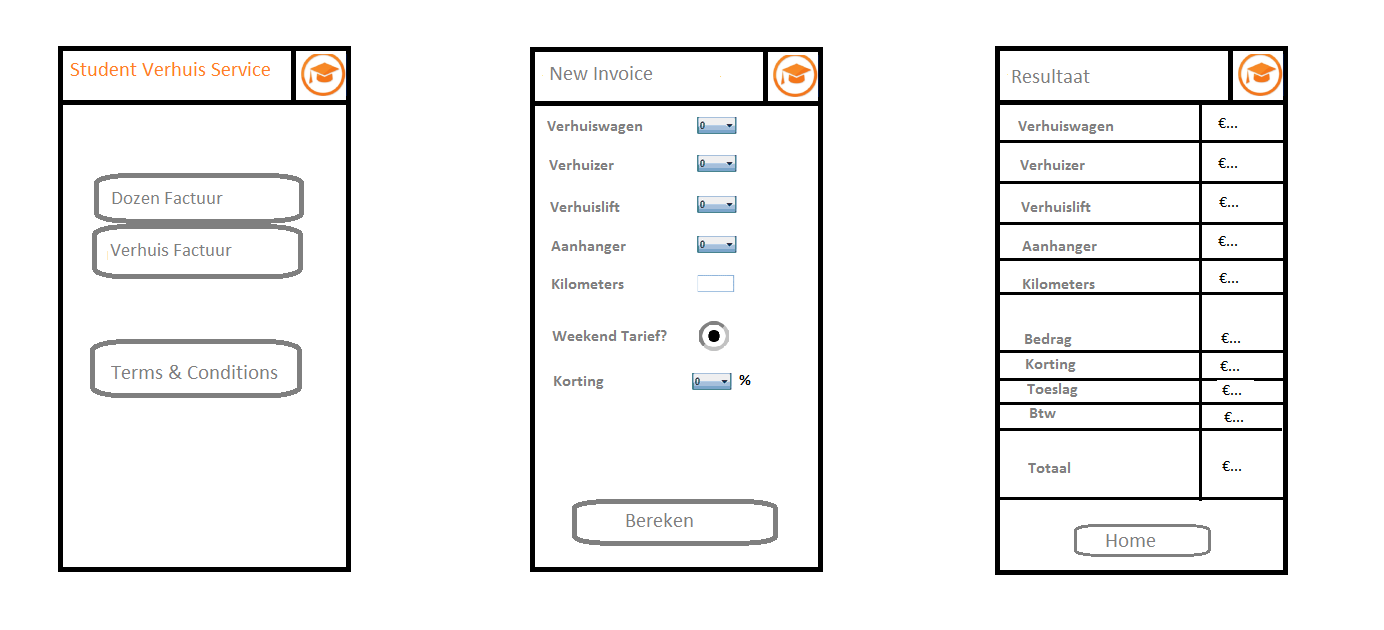 Student Verhuis Service
Dozen Factuur
Verhuis Factuur
Terms & Conditions
New Invoice
Verhuiswagen 0
Verhuizer 0
Verhuislift 0
Aanhanger 0
Kilometers
Weekend Tarief?
Korting 0 %
Bereken
Resultaat
Verhuiswagen €...
Verhuizer €...
Verhuislift €...
Aanhanger €...
Kilometers €...
Bedrag €...
Korting €...
Toeslag €...
Btw €...
Totaal €...
Home